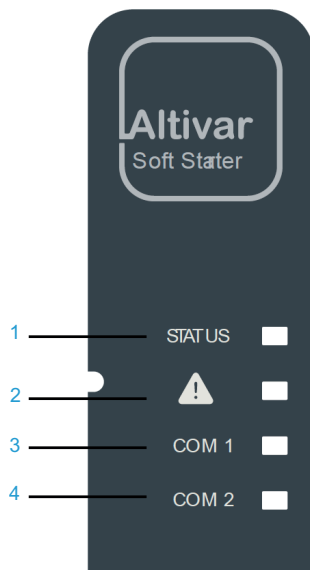 Altivar
Soft Stater
1 STATUS
2
3 COM 1
4 COM 2